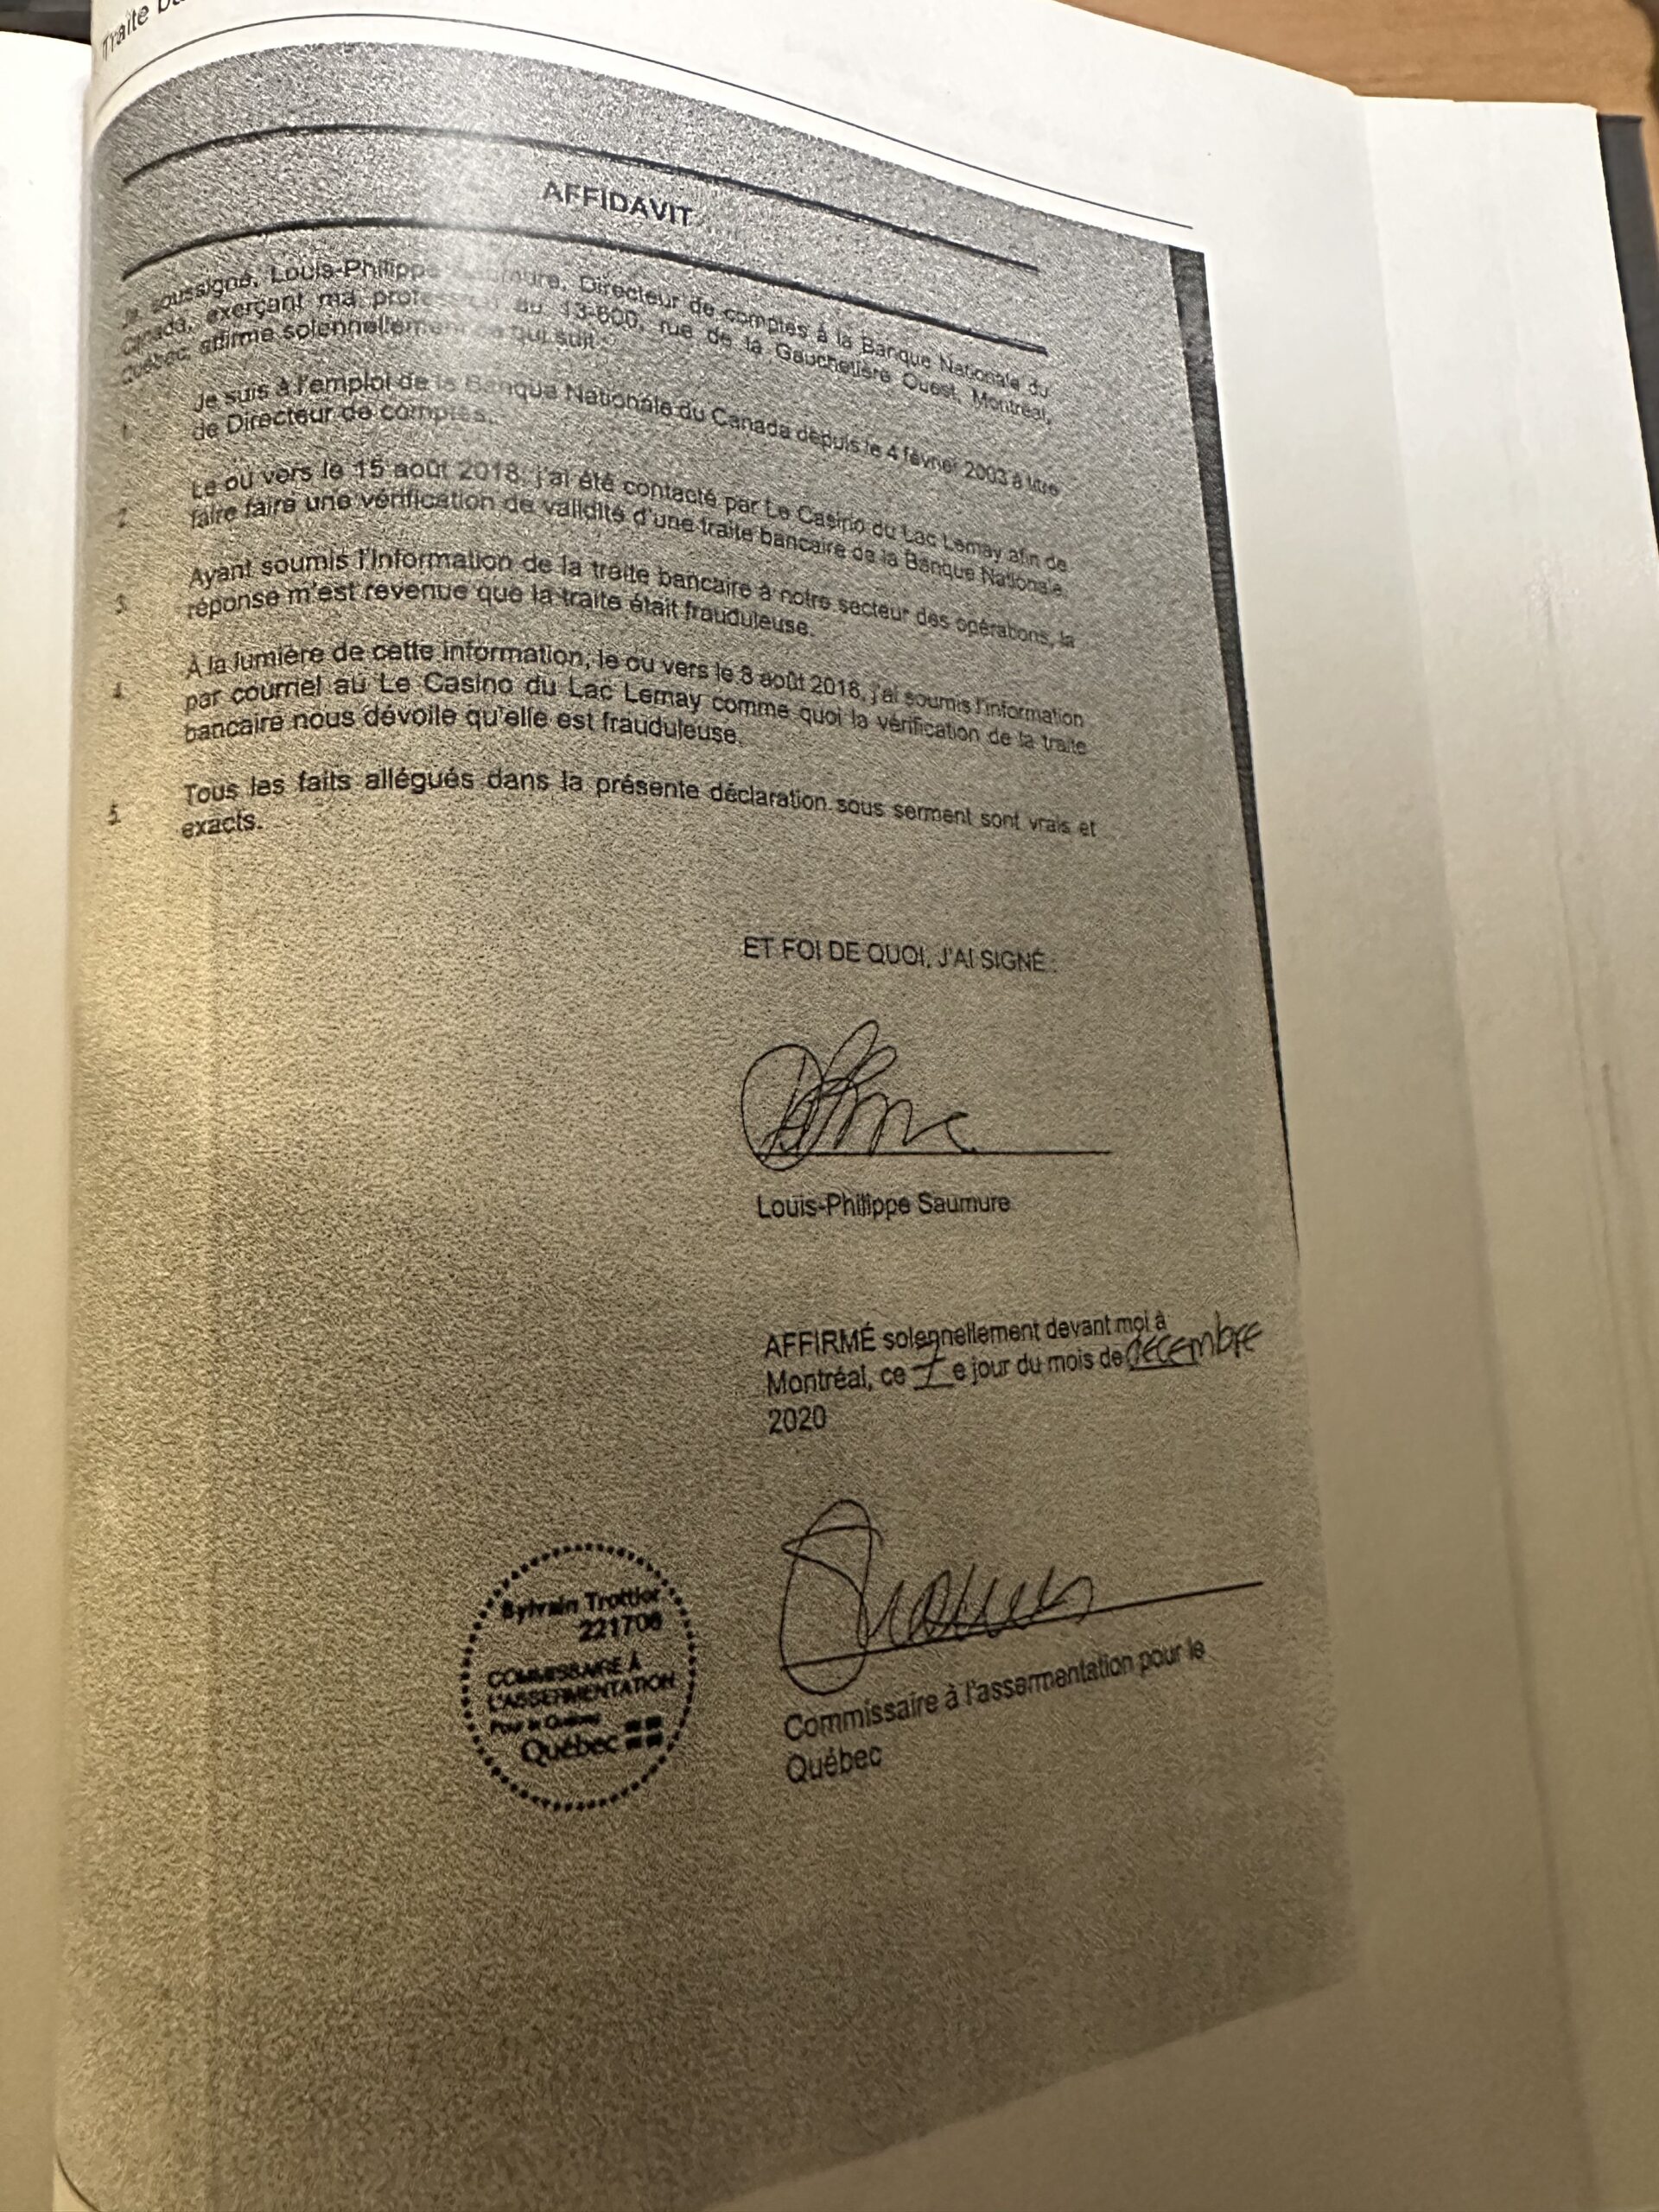 Traite
AFFIDAVIT
Je, soussigné, Louis-Philippe Saumure, Directeur de comptes à la Banque Nationale du
Canada, exerçant ma profession au 13-600, rue de la Gauchetière Ouest, Montréal,
Québec, affirme solennellement ce qui suit :
1. Je suis à l'emploi de la Banque Nationale du Canada depuis le 4 février 2003 à titre
de Directeur de comptes.
2. Le ou vers le 15 août 2018, j'ai été contacté par Le Casino du Lac Lemay afin de
faire faire une vérification de validité d'une traite bancaire de la Banque Nationale.
3. Ayant soumis l'information de la traite bancaire à notre secteur des opérations, la
réponse m'est revenue que la traite était frauduleuse.
4. À la lumière de cette information, le ou vers le 8 août 2018, j'ai soumis l'information
par courriel au Le Casino du Lac Lemay comme quoi la vérification de la traite
bancaire nous dévoile qu'elle est frauduleuse.
5. Tous les faits allégués dans la présente déclaration sous serment sont vrais et
exacts.
ET FOI DE QUOI, J'AI SIGNÉ :
Louis-Philippe Saumure
AFFIRMÉ solennellement devant moi à
Montréal, ce e jour du mois de décembre
2020
Sylvain Trottier
221706
COMMISSAIRE À
L'ASSERMENTATION
Pour le Québec
Québec
Commissaire à l'assermentation pour le
Québec